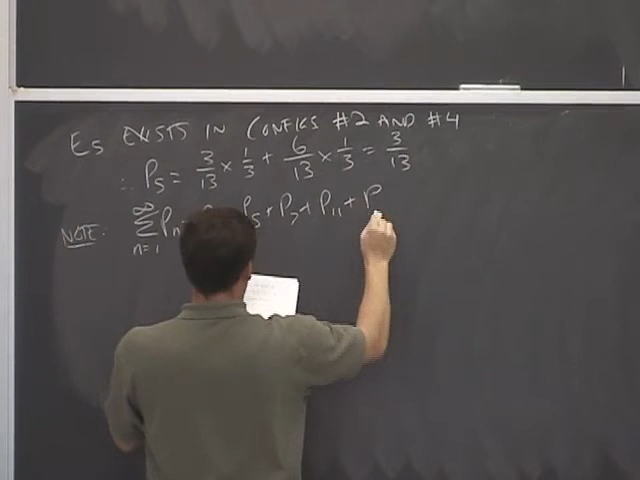 E₅ EXISTS IN CONFIGS #2 AND #4
∴ P₅ = 3/13 × 1/3 + 6/13 × 1/3 = 3/13
NOTE: ∞ ∑ n=1 Pₙ = P₅ + P₇ + P₁₁ + P